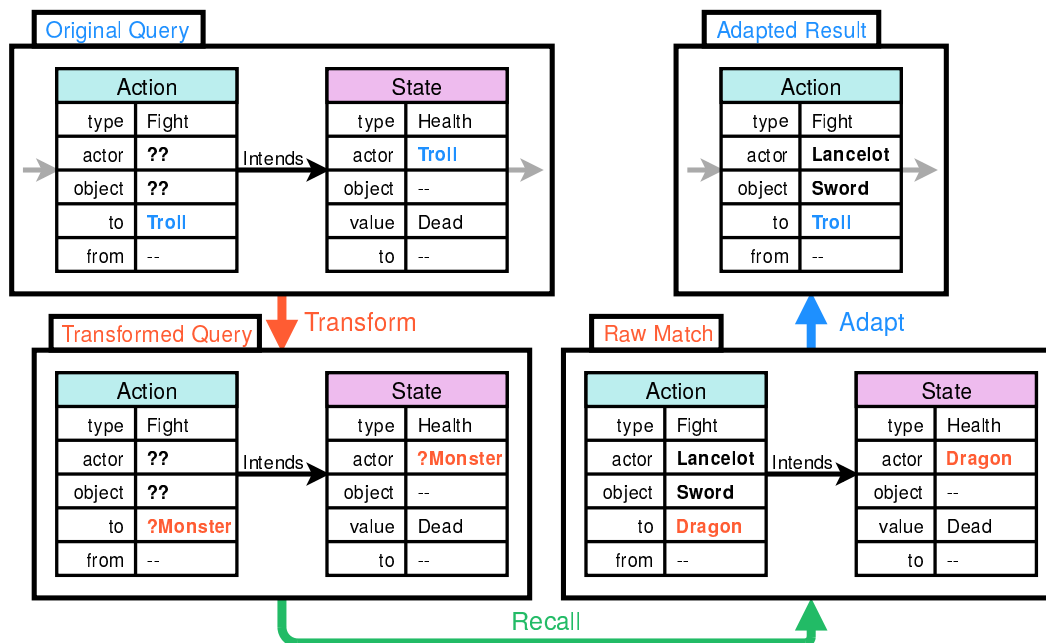 Original Query
Action
type Fight
actor ??
object ??
to Troll
from --
Intends
State
type Health
actor Troll
object --
value Dead
to --
Adapted Result
Action
type Fight
actor Lancelot
object Sword
to Troll
from --
Transform
Adapt
Transformed Query
Action
type Fight
actor ??
object ??
to ?Monster
from --
Intends
State
type Health
actor ?Monster
object --
value Dead
to --
Raw Match
Action
type Fight
actor Lancelot
object Sword
to Dragon
from --
Intends
State
type Health
actor Dragon
object --
value Dead
to --
Recall